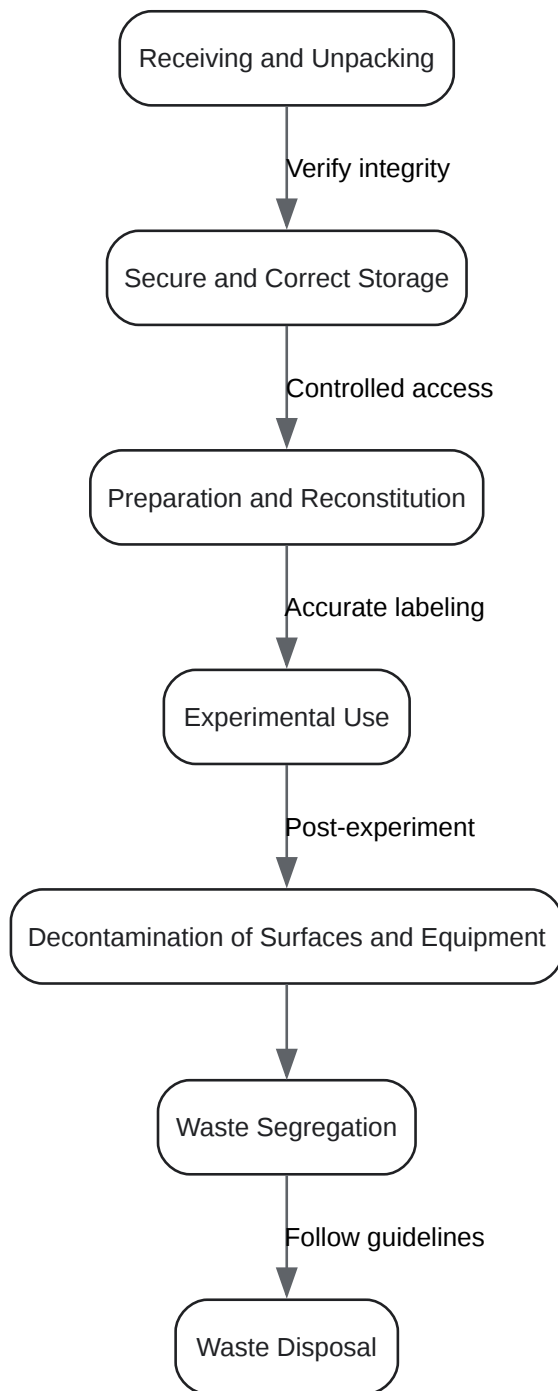 Receiving and Unpacking
Verify integrity
Secure and Correct Storage
Controlled access
Preparation and Reconstitution
Accurate labeling
Experimental Use
Post-experiment
Decontamination of Surfaces and Equipment
Waste Segregation
Follow guidelines
Waste Disposal